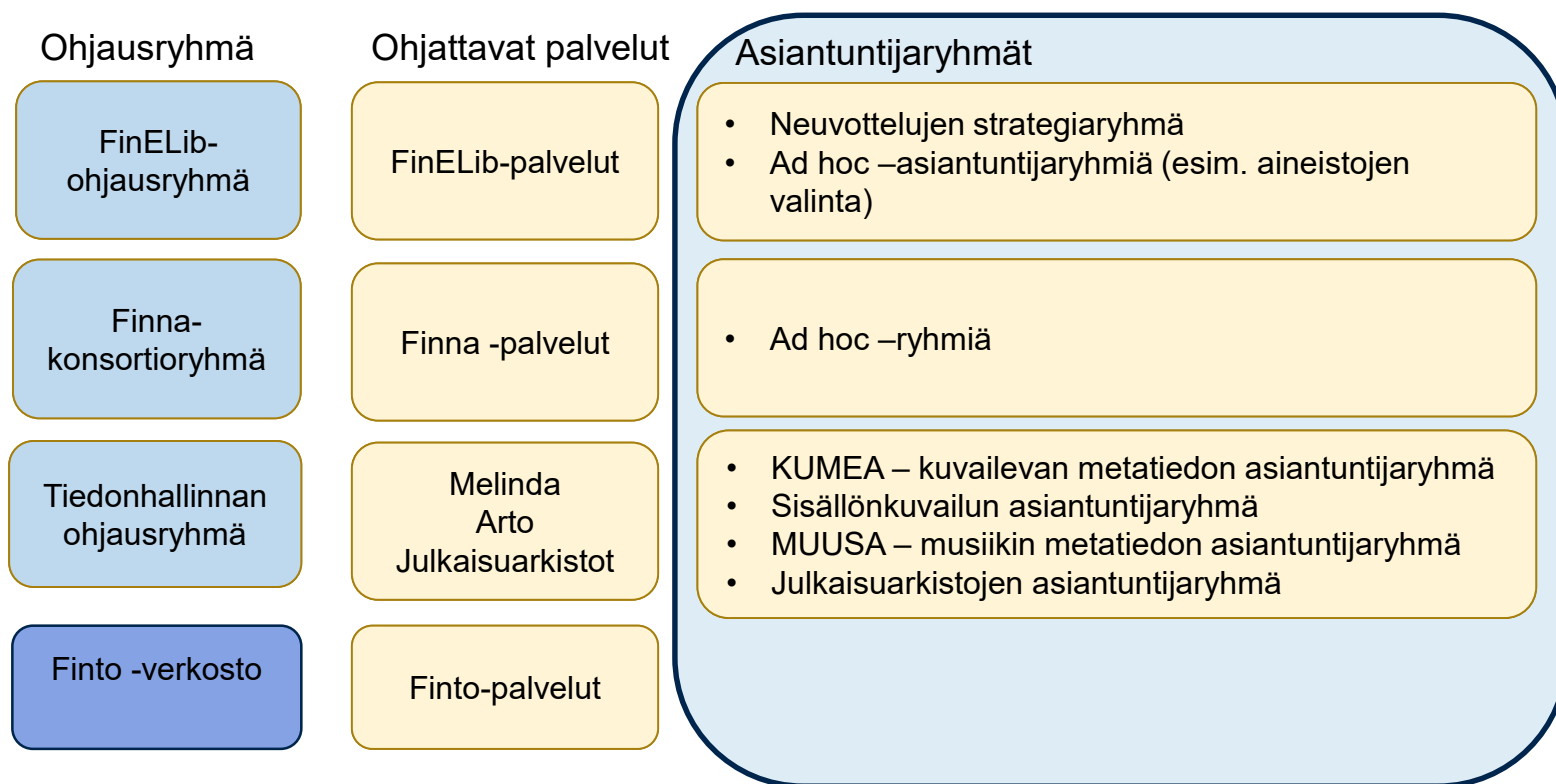 Ohjausryhmä
Ohjattavat palvelut
Asiantuntijaryhmät
FinELib-
ohjausryhmä
FinELib-palvelut
• Neuvottelujen strategiaryhmä
• Ad hoc –asiantuntijaryhmiä (esim. aineistojen
valinta)
Finna-
konsortioryhmä
Finna -palvelut
• Ad hoc –ryhmiä
Tiedonhallinnan
ohjausryhmä
Melinda
Arto
Julkaisuarkistot
• KUMEA – kuvailevan metatiedon asiantuntijaryhmä
• Sisällönkuvailun asiantuntijaryhmä
• MUUSA – musiikin metatiedon asiantuntijaryhmä
• Julkaisuarkistojen asiantuntijaryhmä
Finto -verkosto
Finto-palvelut